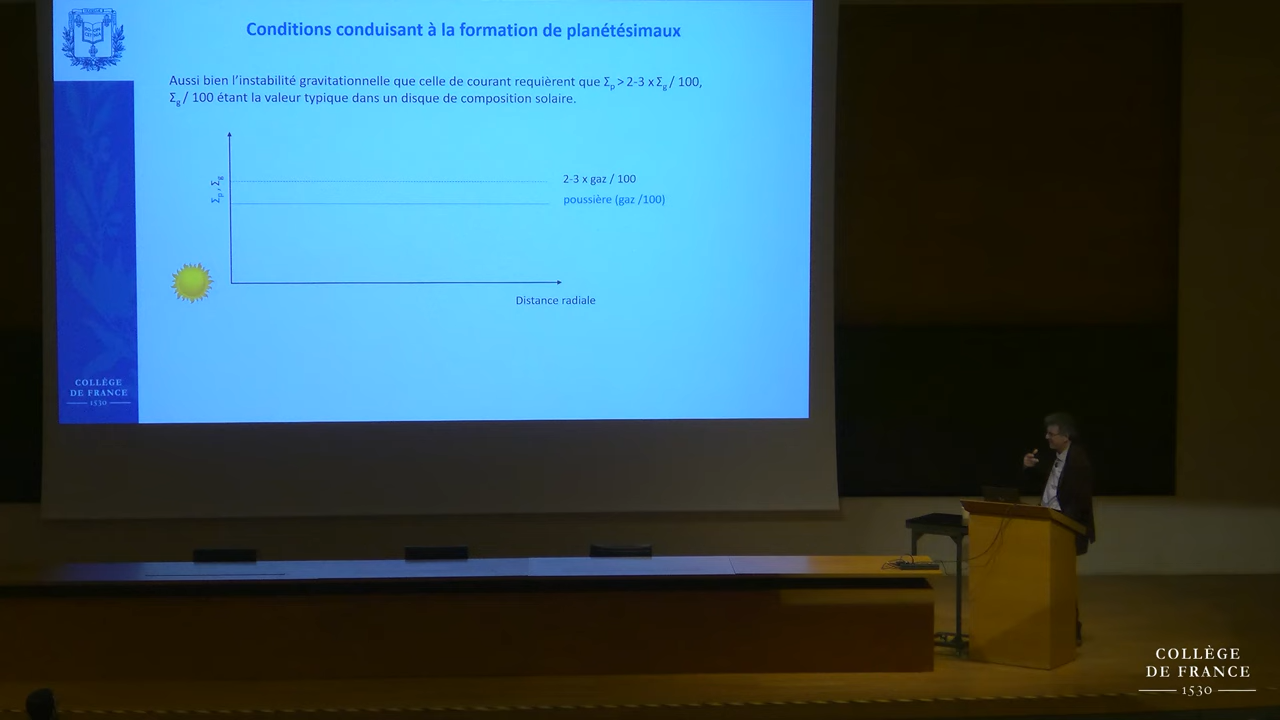 Conditions conduisant à la formation de planétésimaux
Aussi bien l'instabilité gravitationnelle que celle de courant requièrent que Σp > 2-3 x Σg / 100,
Σg / 100 étant la valeur typique dans un disque de composition solaire.
Σp , Σg
2-3 x gaz / 100
poussière (gaz /100)
Distance radiale
COLLÈGE
DE FRANCE
1530
COLLÈGE
DE FRANCE
1530